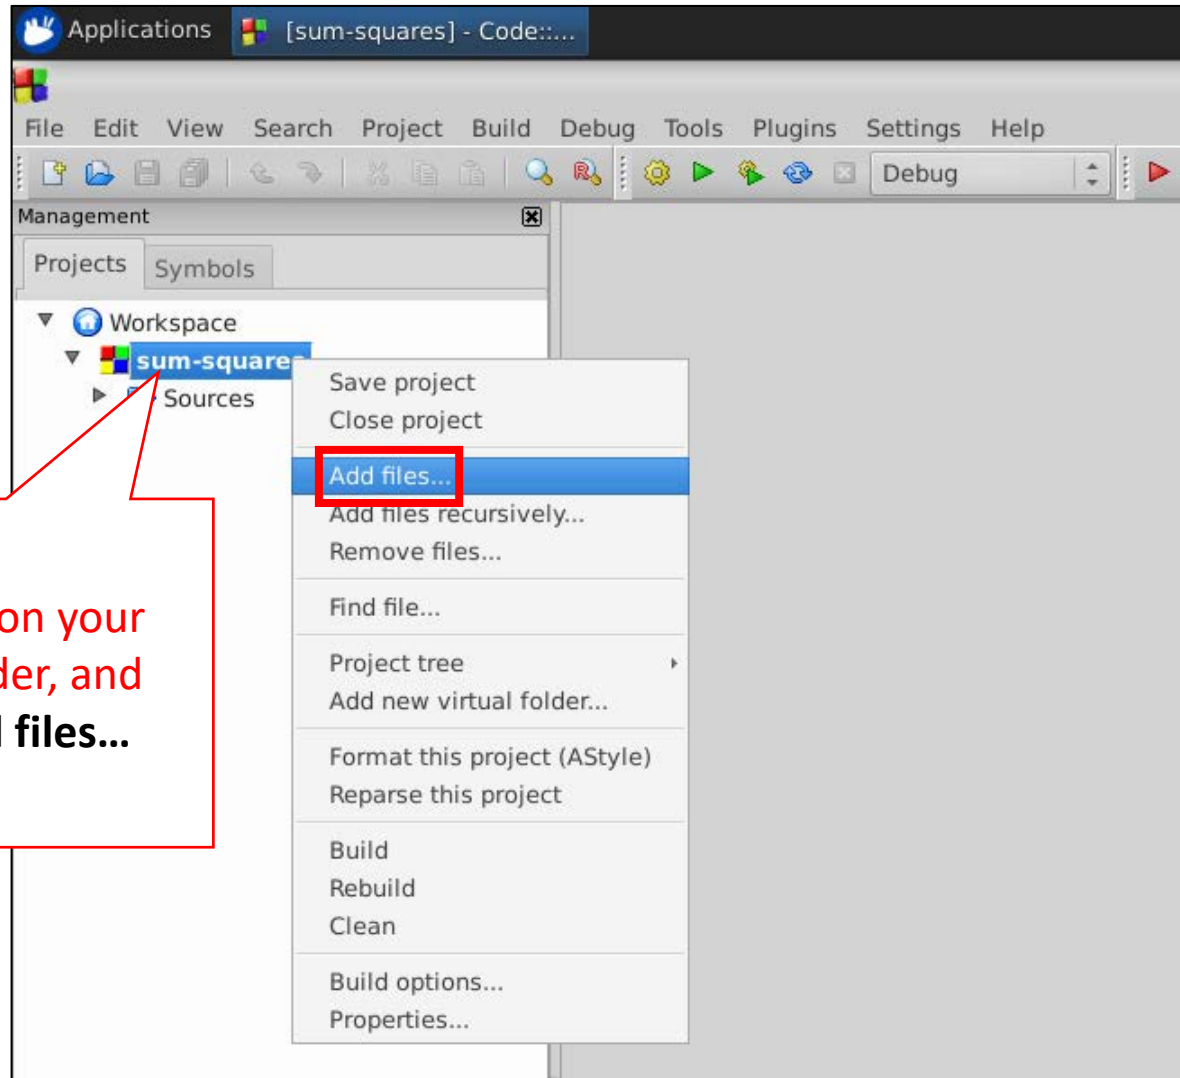 Applications [sum-squares] - Code::...
File Edit View Search Project Build Debug Tools Plugins Settings Help
Debug
Management
Projects Symbols
Workspace
sum-squares
Sources
Save project
Close project
Add files...
Add files recursively...
Remove files...
Find file...
Project tree
Add new virtual folder...
Format this project (AStyle)
Reparse this project
Build
Rebuild
Clean
Build options...
Properties...
on your
and
files…